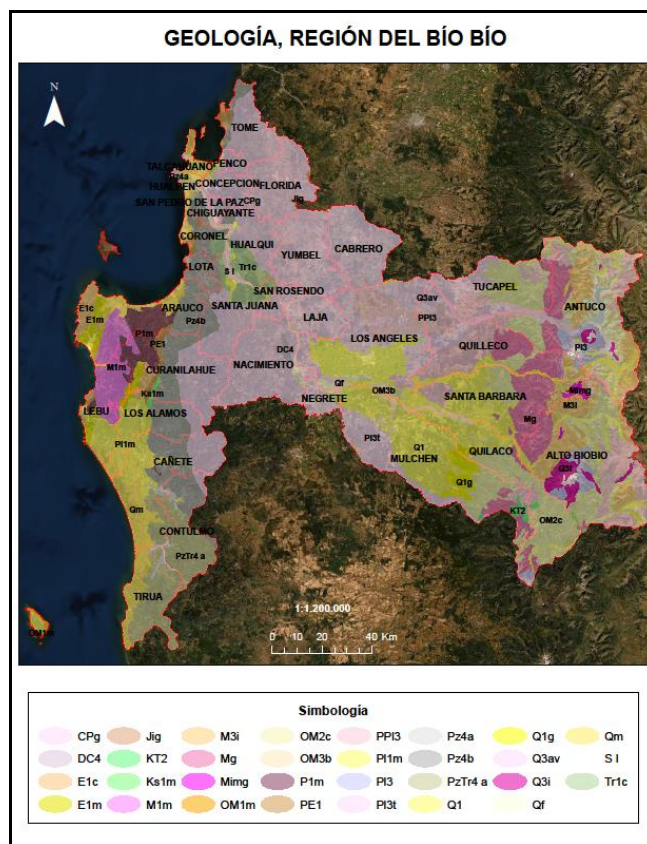 GEOLOGÍA, REGIÓN DEL BÍO BÍO
N
TOME
TALCAHUANO
PENCO
Pz4a
HUALPEN
CONCEPCION
FLORIDA
SAN PEDRO DE LA PAZ
CPg
Jig
CHIGUAYANTE
CORONEL
HUALQUI
YUMBEL
CABRERO
LOTA
S I
Tr1c
SAN ROSENDO
Q3av
TUCAPEL
E1c
E1m
ARAUCO
SANTA JUANA
LAJA
PPl3
ANTUCO
P1m
Pz4b
PE1
LOS ANGELES
QUILLECO
Pl3
DC4
M1m
CURANILAHUE
NACIMIENTO
Qf
OM3b
SANTA BARBARA
Mimg
Ks1m
NEGRETE
M3i
LEBU
LOS ALAMOS
Mg
Pl1m
Pl3t
Q1
MULCHEN
QUILACO
ALTO BIOBIO
CAÑETE
Q3i
Q1g
Qm
KT2
OM2c
CONTULMO
PzTr4 a
TIRUA
1:1.200.000
OM1m
0 10 20 40 Km
Simbología
CPg Jig M3i OM2c PPl3 Pz4a Q1g Qm
DC4 KT2 Mg OM3b Pl1m Pz4b Q3av S I
E1c Ks1m Mimg P1m Pl3 PzTr4 a Q3i Tr1c
E1m M1m OM1m PE1 Pl3t Q1 Qf